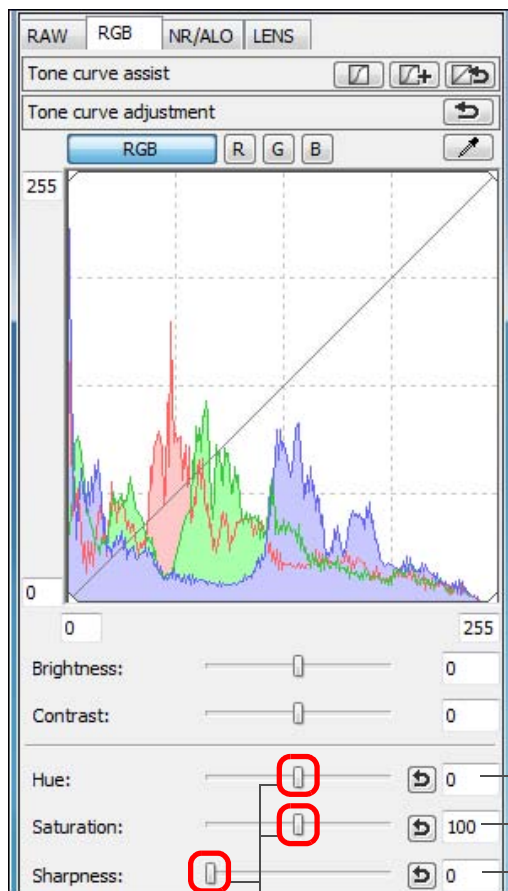 RAW RGB NR/ALO LENS
Tone curve assist
Tone curve adjustment
RGB R G B
255
0
0 255
Brightness: 0
Contrast: 0
Hue: 0
Saturation: 100
Sharpness: 0